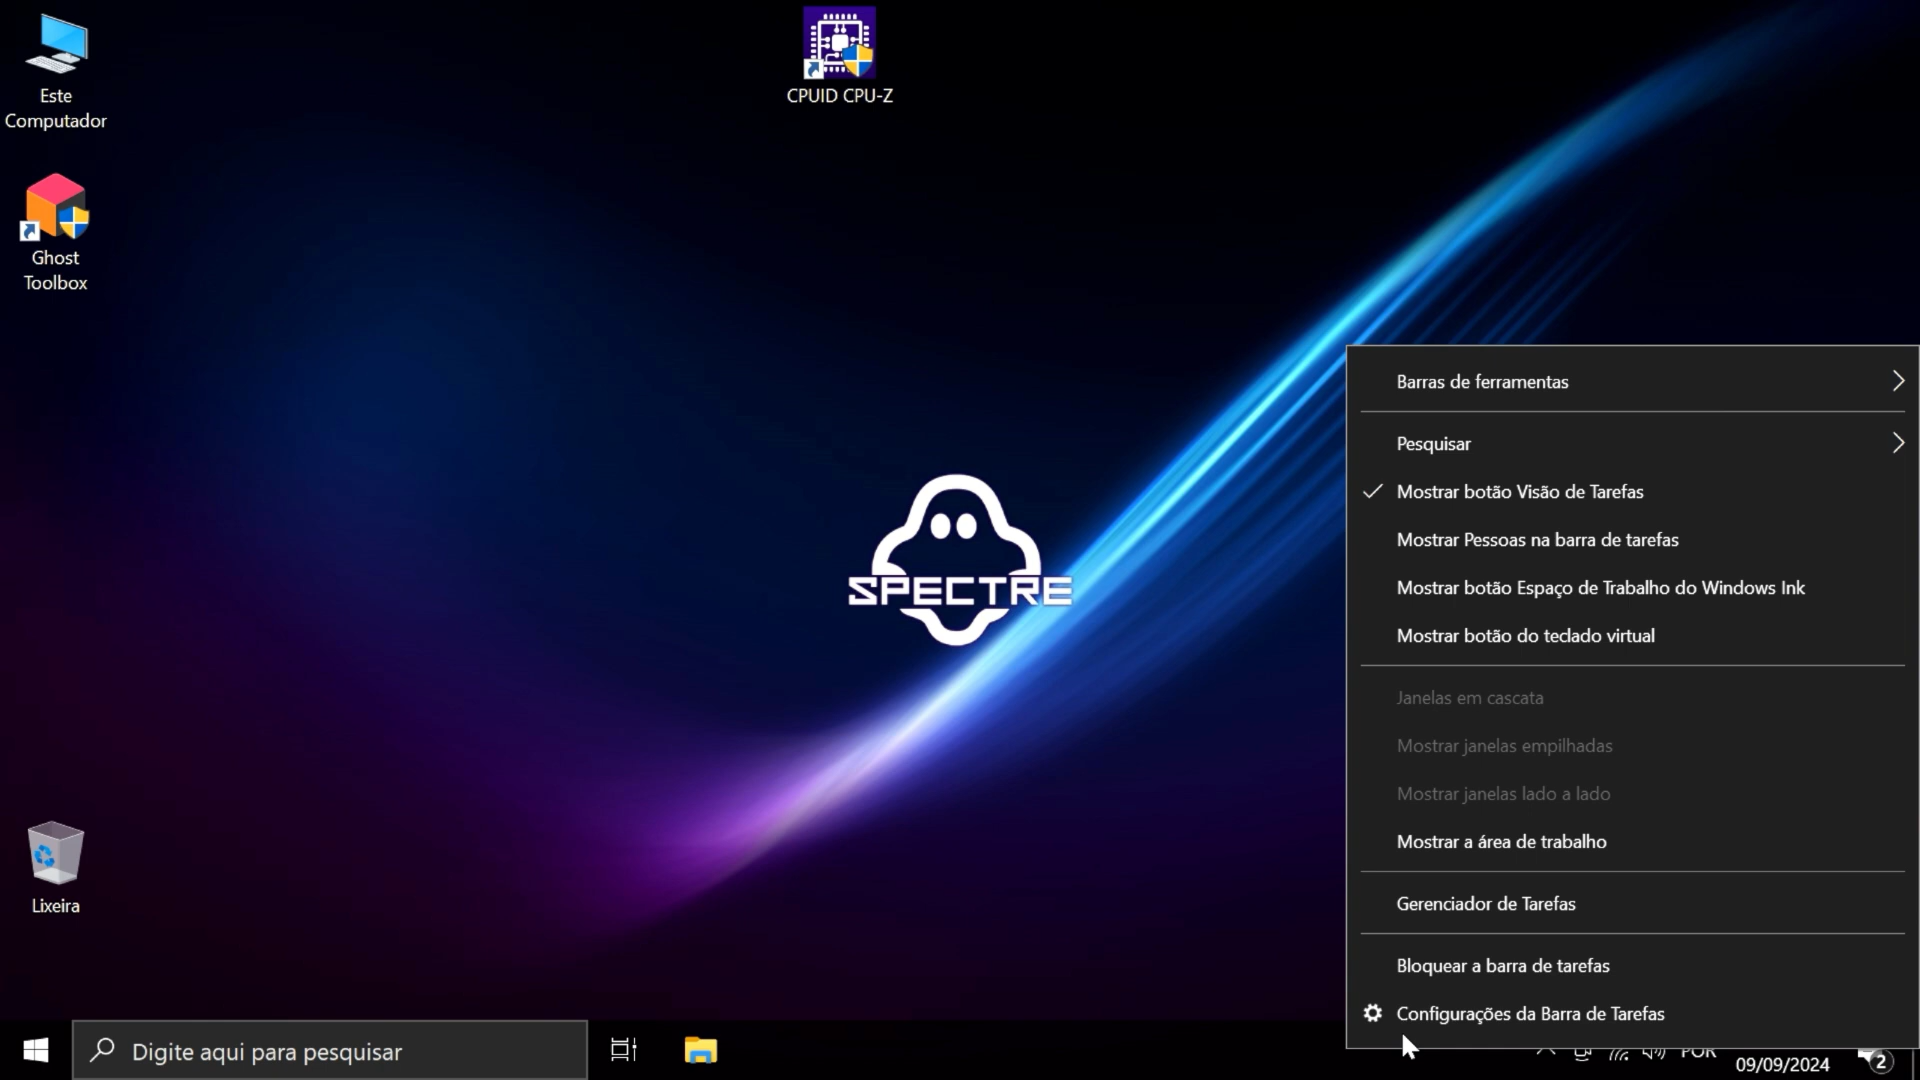 Este
Computador
CPUID CPU-Z
Ghost
Toolbox
SPECTRE
Lixeira
Barras de ferramentas
Pesquisar
Mostrar botão Visão de Tarefas
Mostrar Pessoas na barra de tarefas
Mostrar botão Espaço de Trabalho do Windows Ink
Mostrar botão do teclado virtual
Janelas em cascata
Mostrar janelas empilhadas
Mostrar janelas lado a lado
Mostrar a área de trabalho
Gerenciador de Tarefas
Bloquear a barra de tarefas
Configurações da Barra de Tarefas
Digite aqui para pesquisar
POR
09/09/2024
2